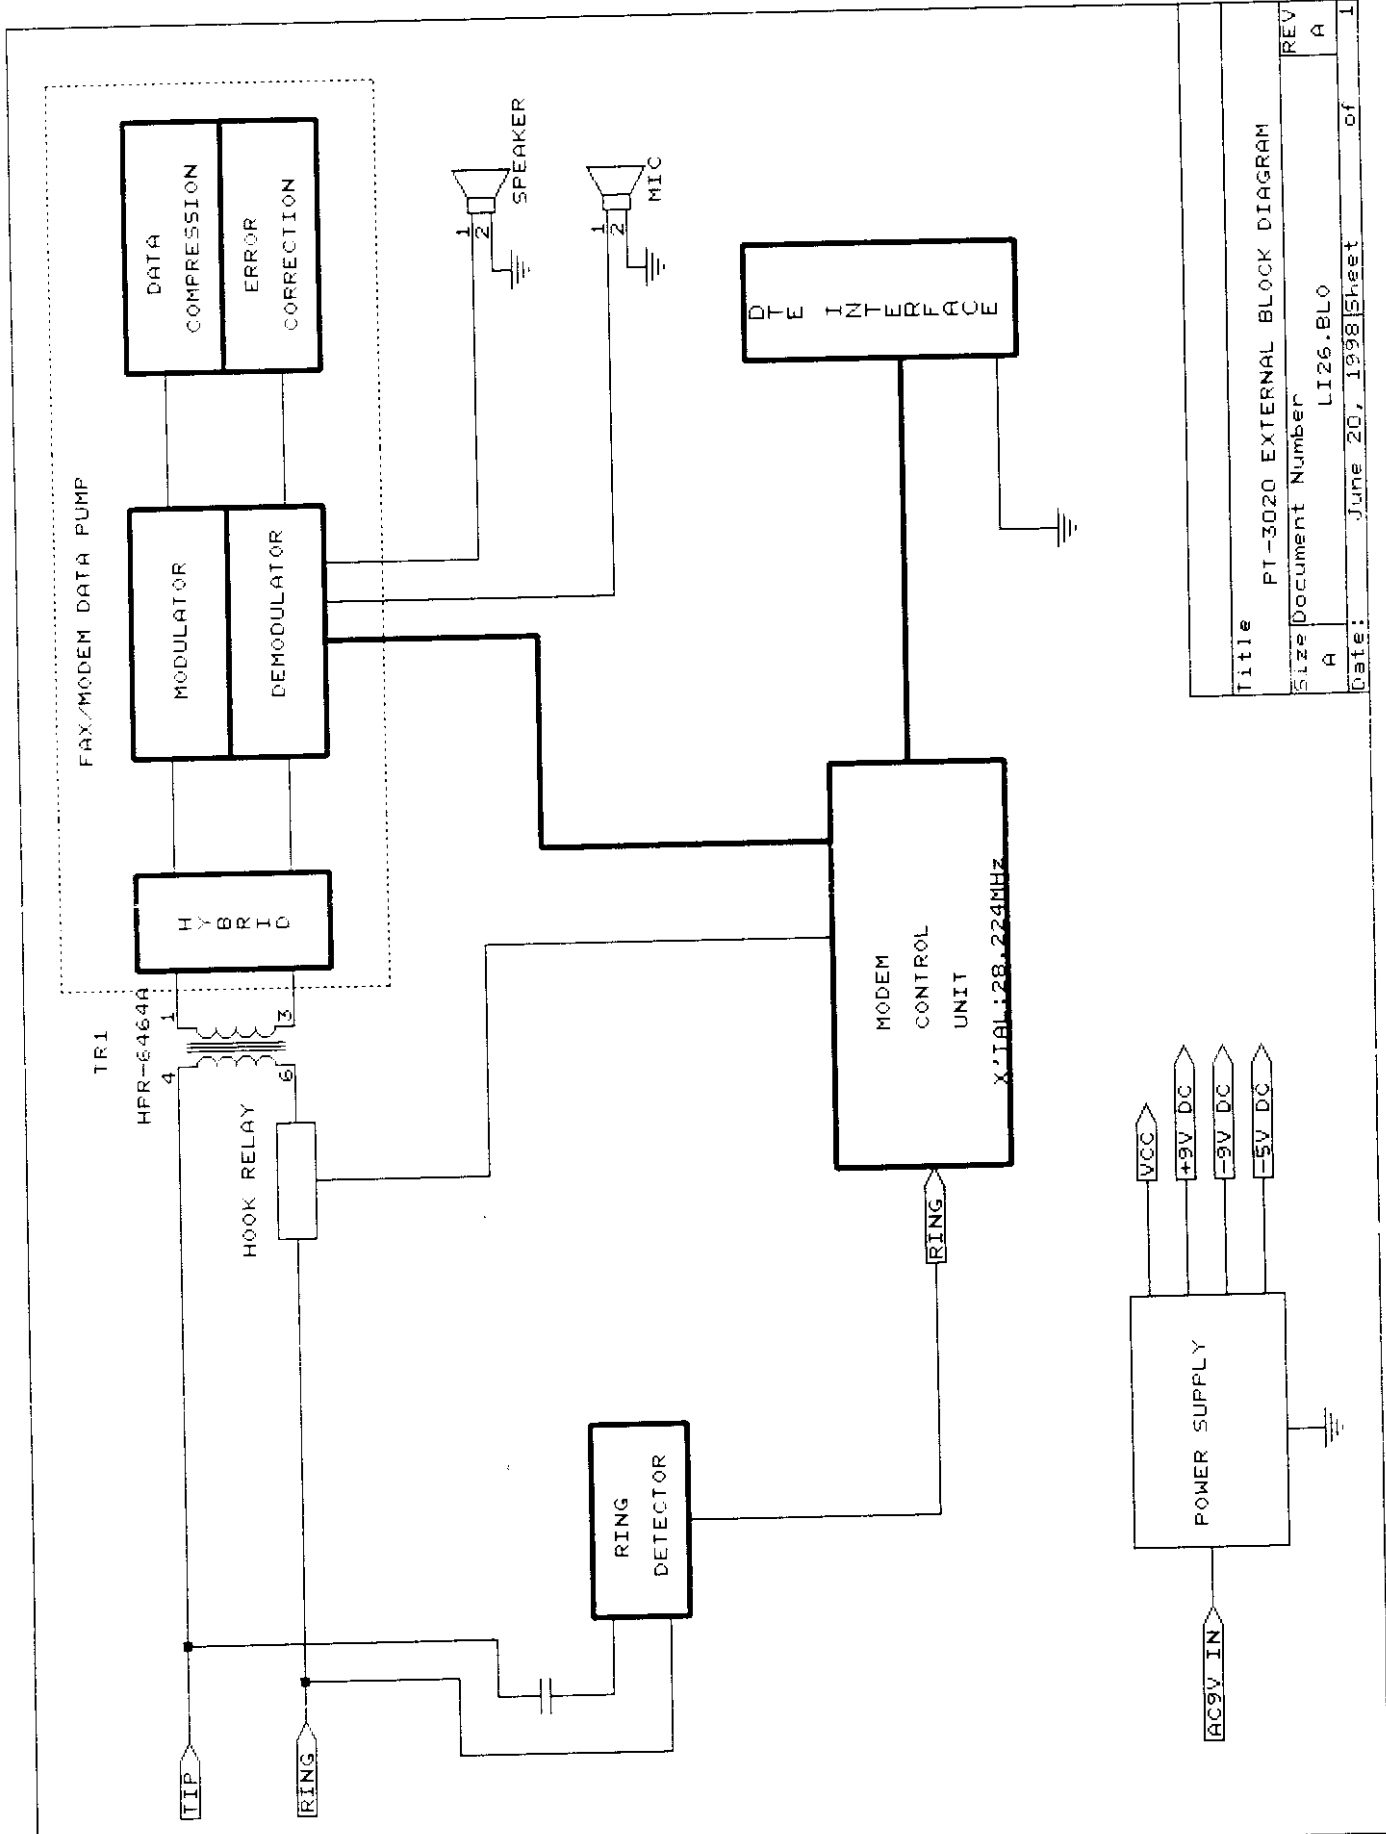 FAX/MODEM DATA PUMP
TR1
HPR-6464A
4
1
6
3
HYBRID
MODULATOR
DEMODULATOR
DATA
COMPRESSION
ERROR
CORRECTION
TIP
RING
HOOK RELAY
1
2
SPEAKER
1
2
MIC
RING
DETECTOR
RING
MODEM
CONTROL
UNIT
X'TAL:28.224MHz
DTE INTERFACE
AC9V IN
POWER SUPPLY
VCC
+9V DC
-9V DC
-5V DC
Title
PT-3020 EXTERNAL BLOCK DIAGRAM
Size Document Number REV
A LI26.BLO A
Date: June 20, 1998 Sheet of 1